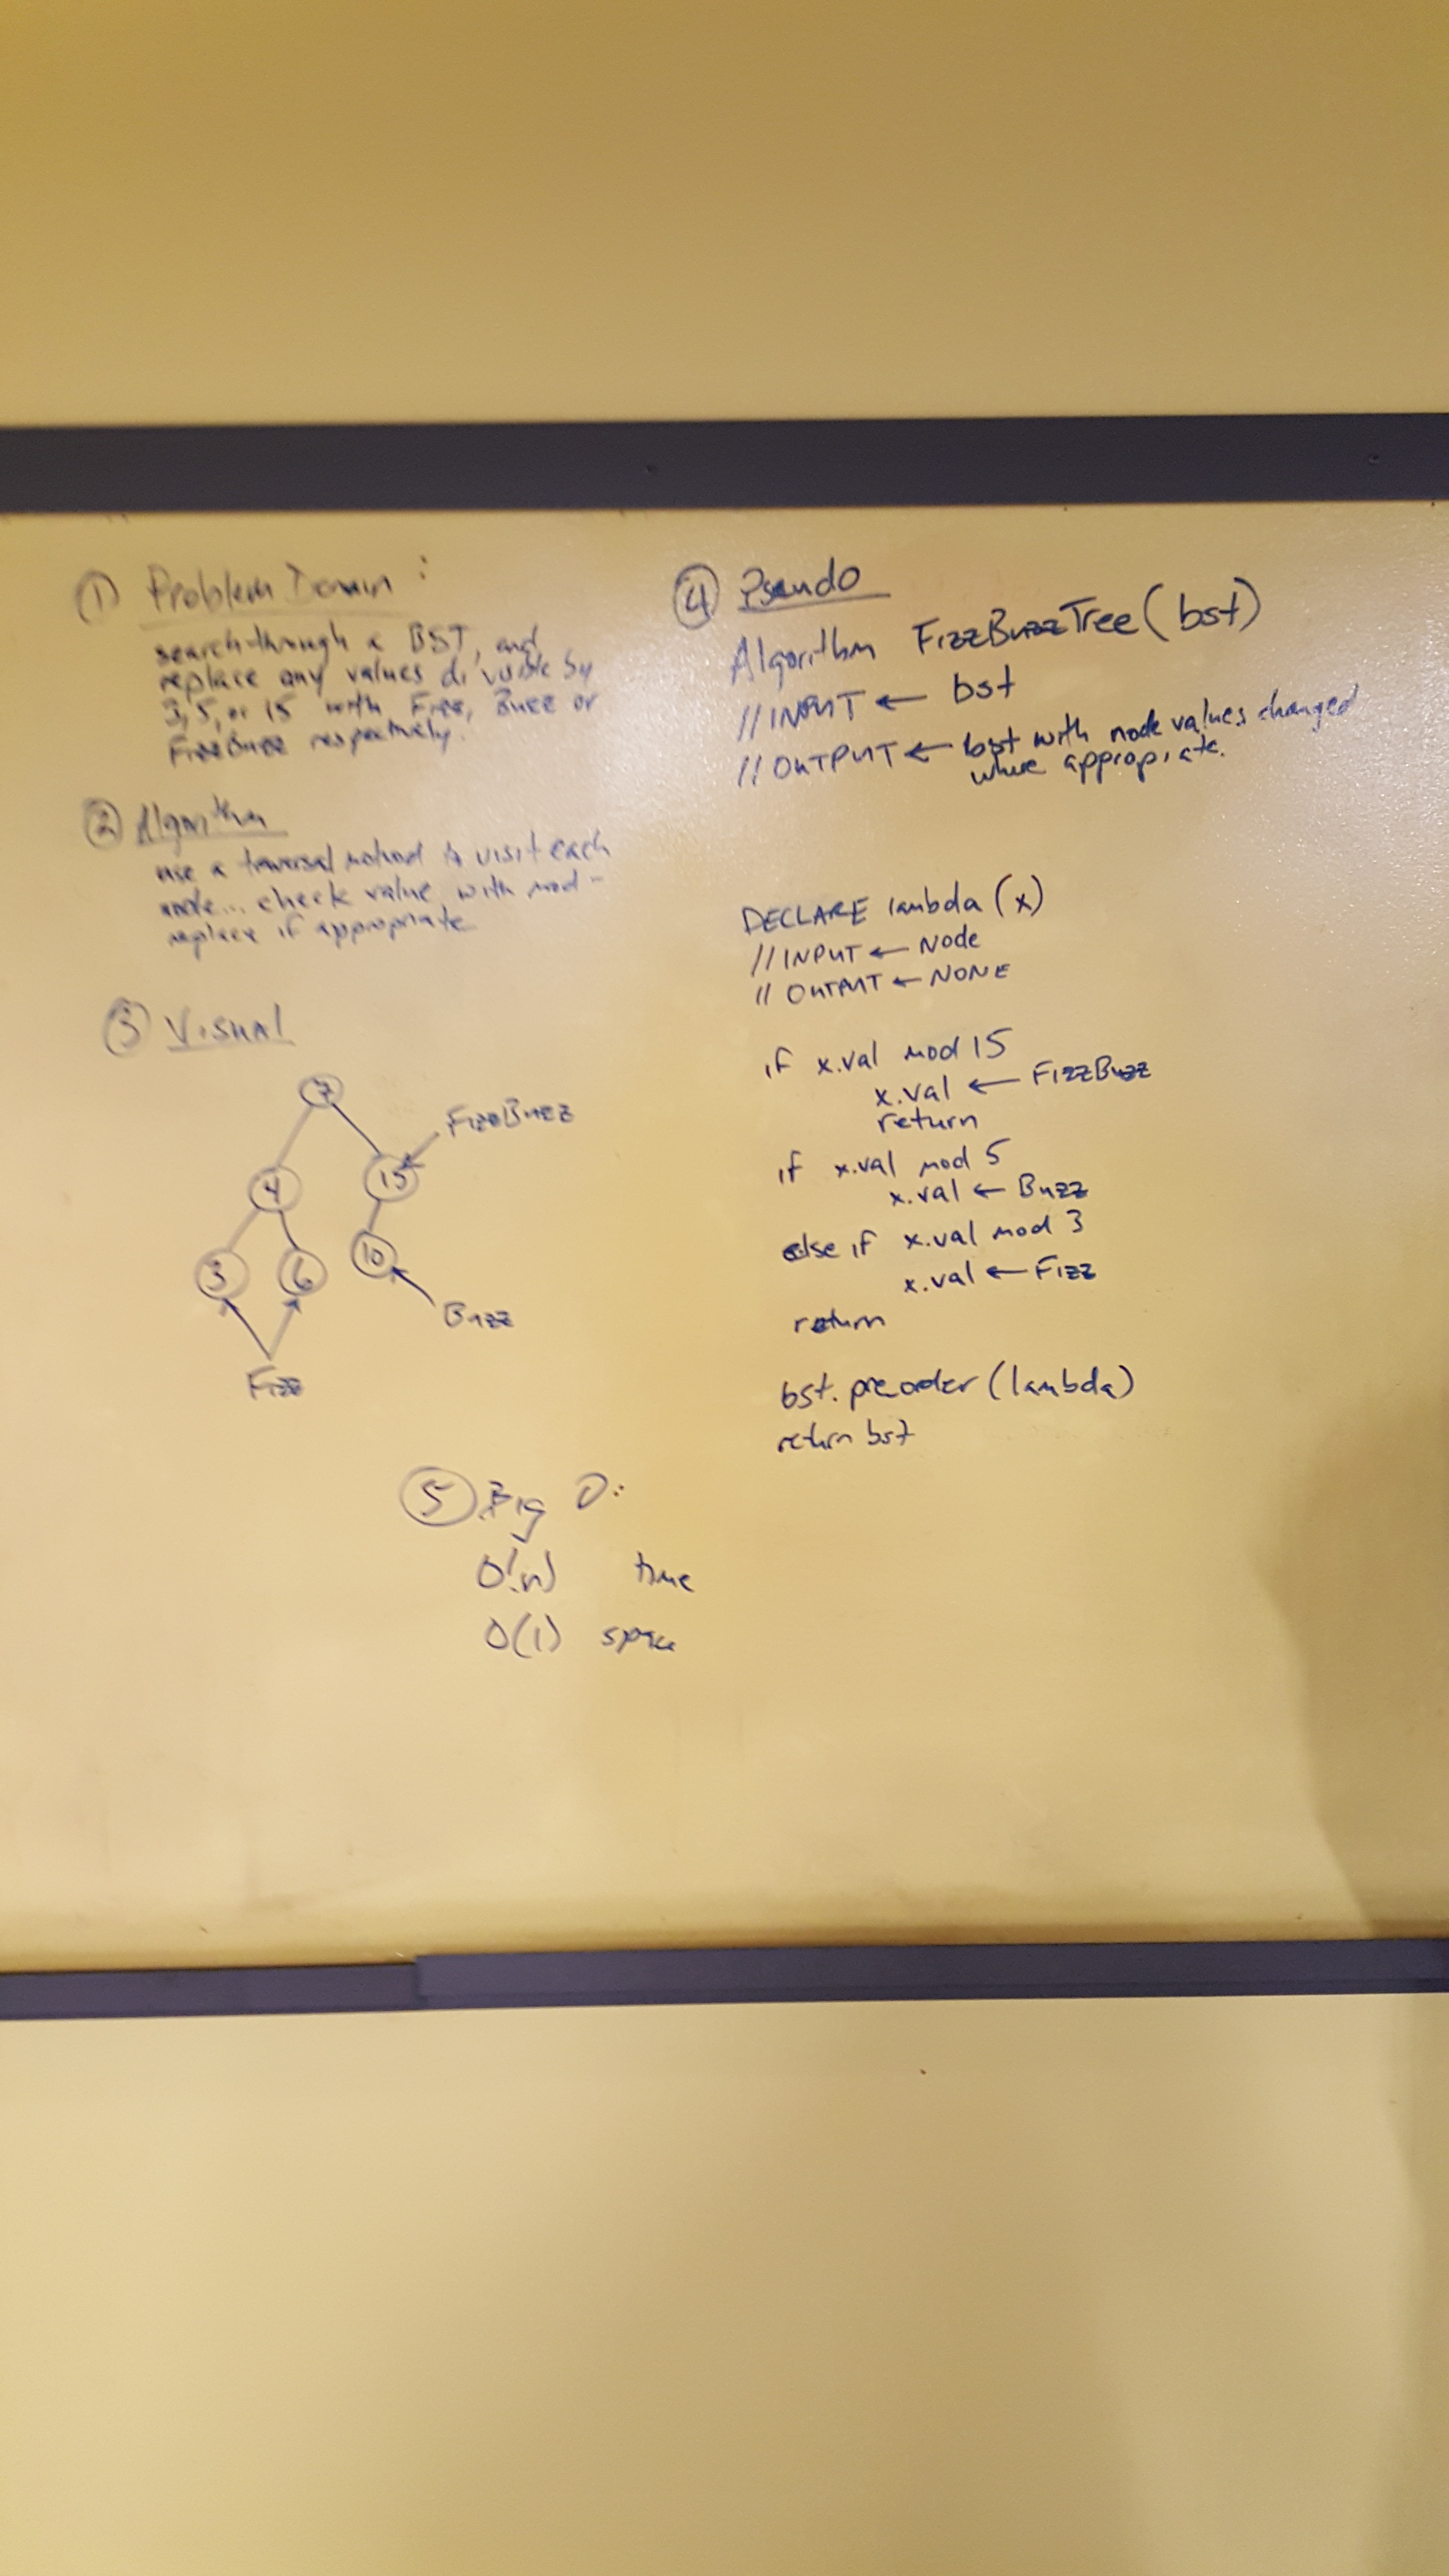 ① Problem Domain :
search through a BST, and
replace any values divisible by
3, 5, or 15 with Fizz, Buzz or
FizzBuzz respectively.
② Algorithm
use a traversal method to visit each
node... check value with mod -
replace if appropriate
③ Visual
7
FizzBuzz
4
15
3
6
10
Buzz
Fizz
④ Pseudo
Algorithm FizzBuzzTree(bst)
// INPUT ← bst
// OUTPUT ← bst with node values changed
where appropriate.
DECLARE lambda (x)
// INPUT ← Node
// OUTPUT ← NONE
if x.val mod 15
x.val ← FizzBuzz
return
if x.val mod 5
x.val ← Buzz
else if x.val mod 3
x.val ← Fizz
return
bst.preorder(lambda)
return bst
⑤ Big O:
O(n) time
O(1) space